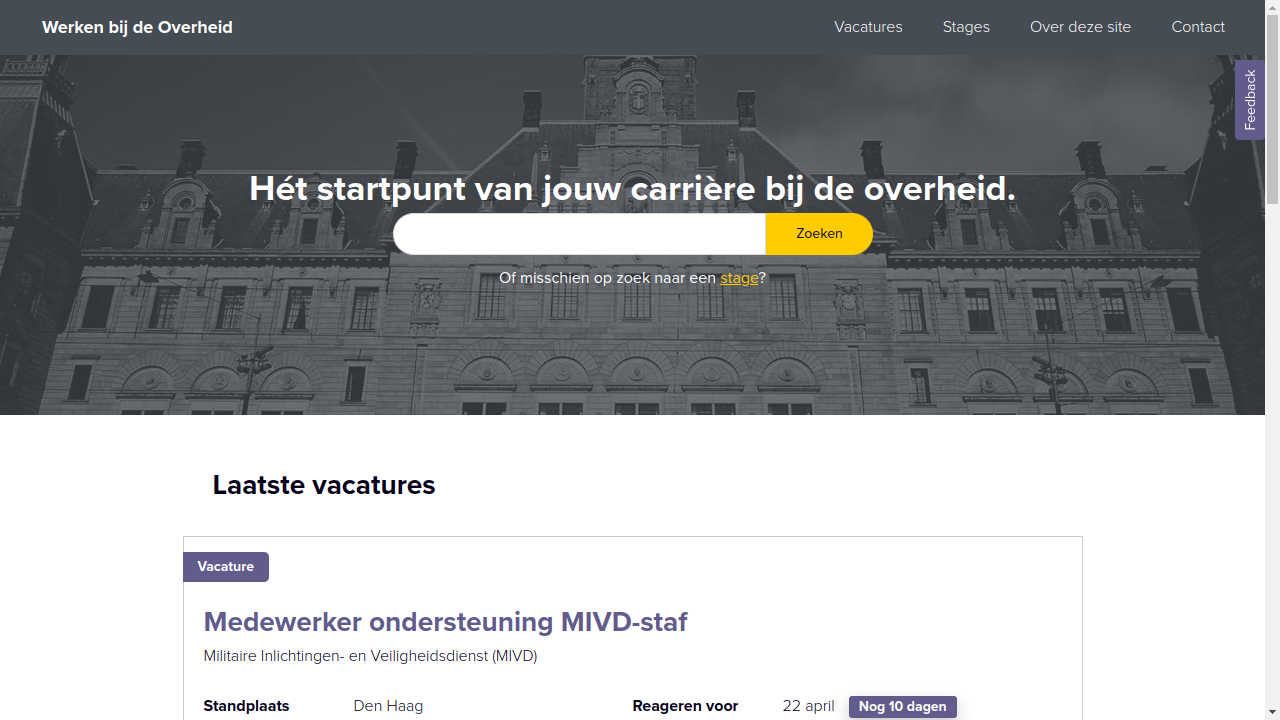 Werken bij de Overheid
Vacatures
Stages
Over deze site
Contact
Feedback
Hét startpunt van jouw carrière bij de overheid.
Zoeken
Of misschien op zoek naar een stage?
Laatste vacatures
Vacature
Medewerker ondersteuning MIVD-staf
Militaire Inlichtingen- en Veiligheidsdienst (MIVD)
Standplaats Den Haag Reageren voor 22 april Nog 10 dagen